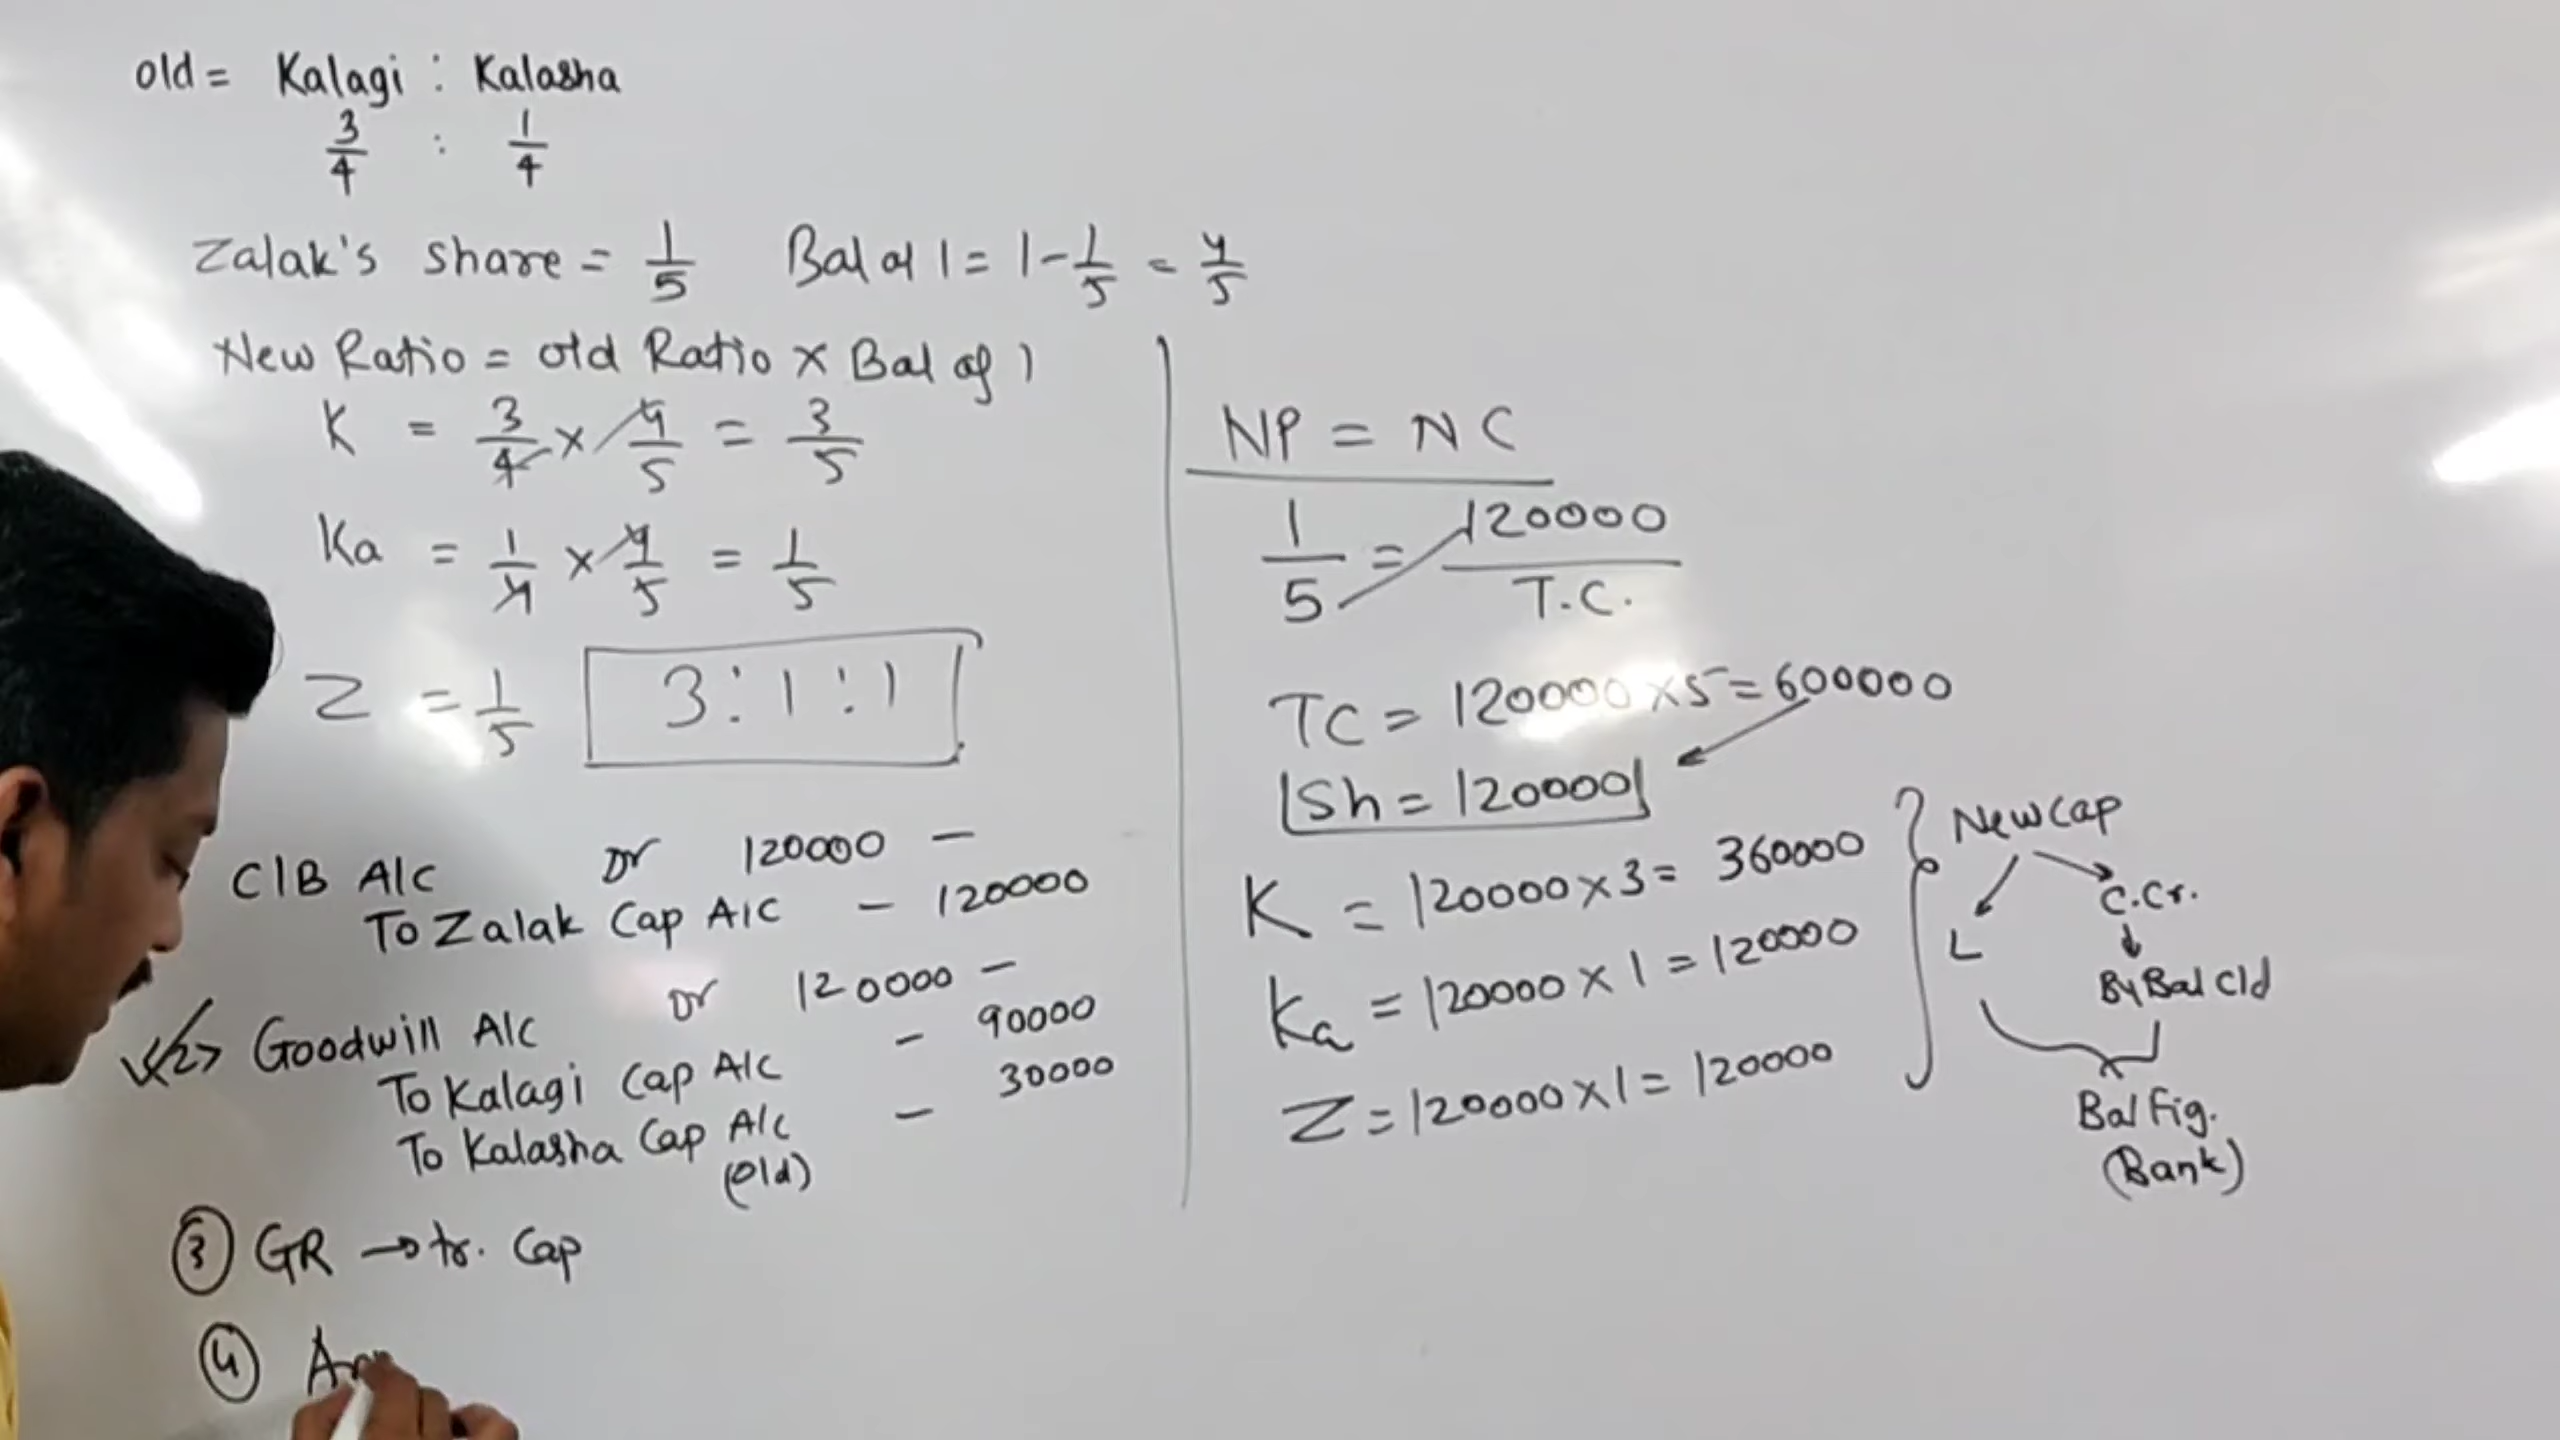 old = Kalagi : Kalasha
3/4 : 1/4
Zalak's share = 1/5 Bal of 1 = 1 - 1/5 = 4/5
New Ratio = old Ratio × Bal of 1
K = 3/4 × 4/5 = 3/5
Ka = 1/4 × 4/5 = 1/5
Z = 1/5 3:1:1
C/B A/c Dr 120000 -
To Zalak Cap A/c - 120000
<2> Goodwill A/c Dr 120000 -
To Kalagi Cap A/c - 90000
To Kalasha Cap A/c - 30000
(old)
③ GR → tr. Cap
④
NP = NC
1/5 = 120000/T.C.
TC = 120000 × 5 = 600000
Sh = 120000
K = 120000 × 3 = 360000
Ka = 120000 × 1 = 120000
Z = 120000 × 1 = 120000
New Cap
L C.Cr.
By Bal c/d
Bal Fig.
(Bank)